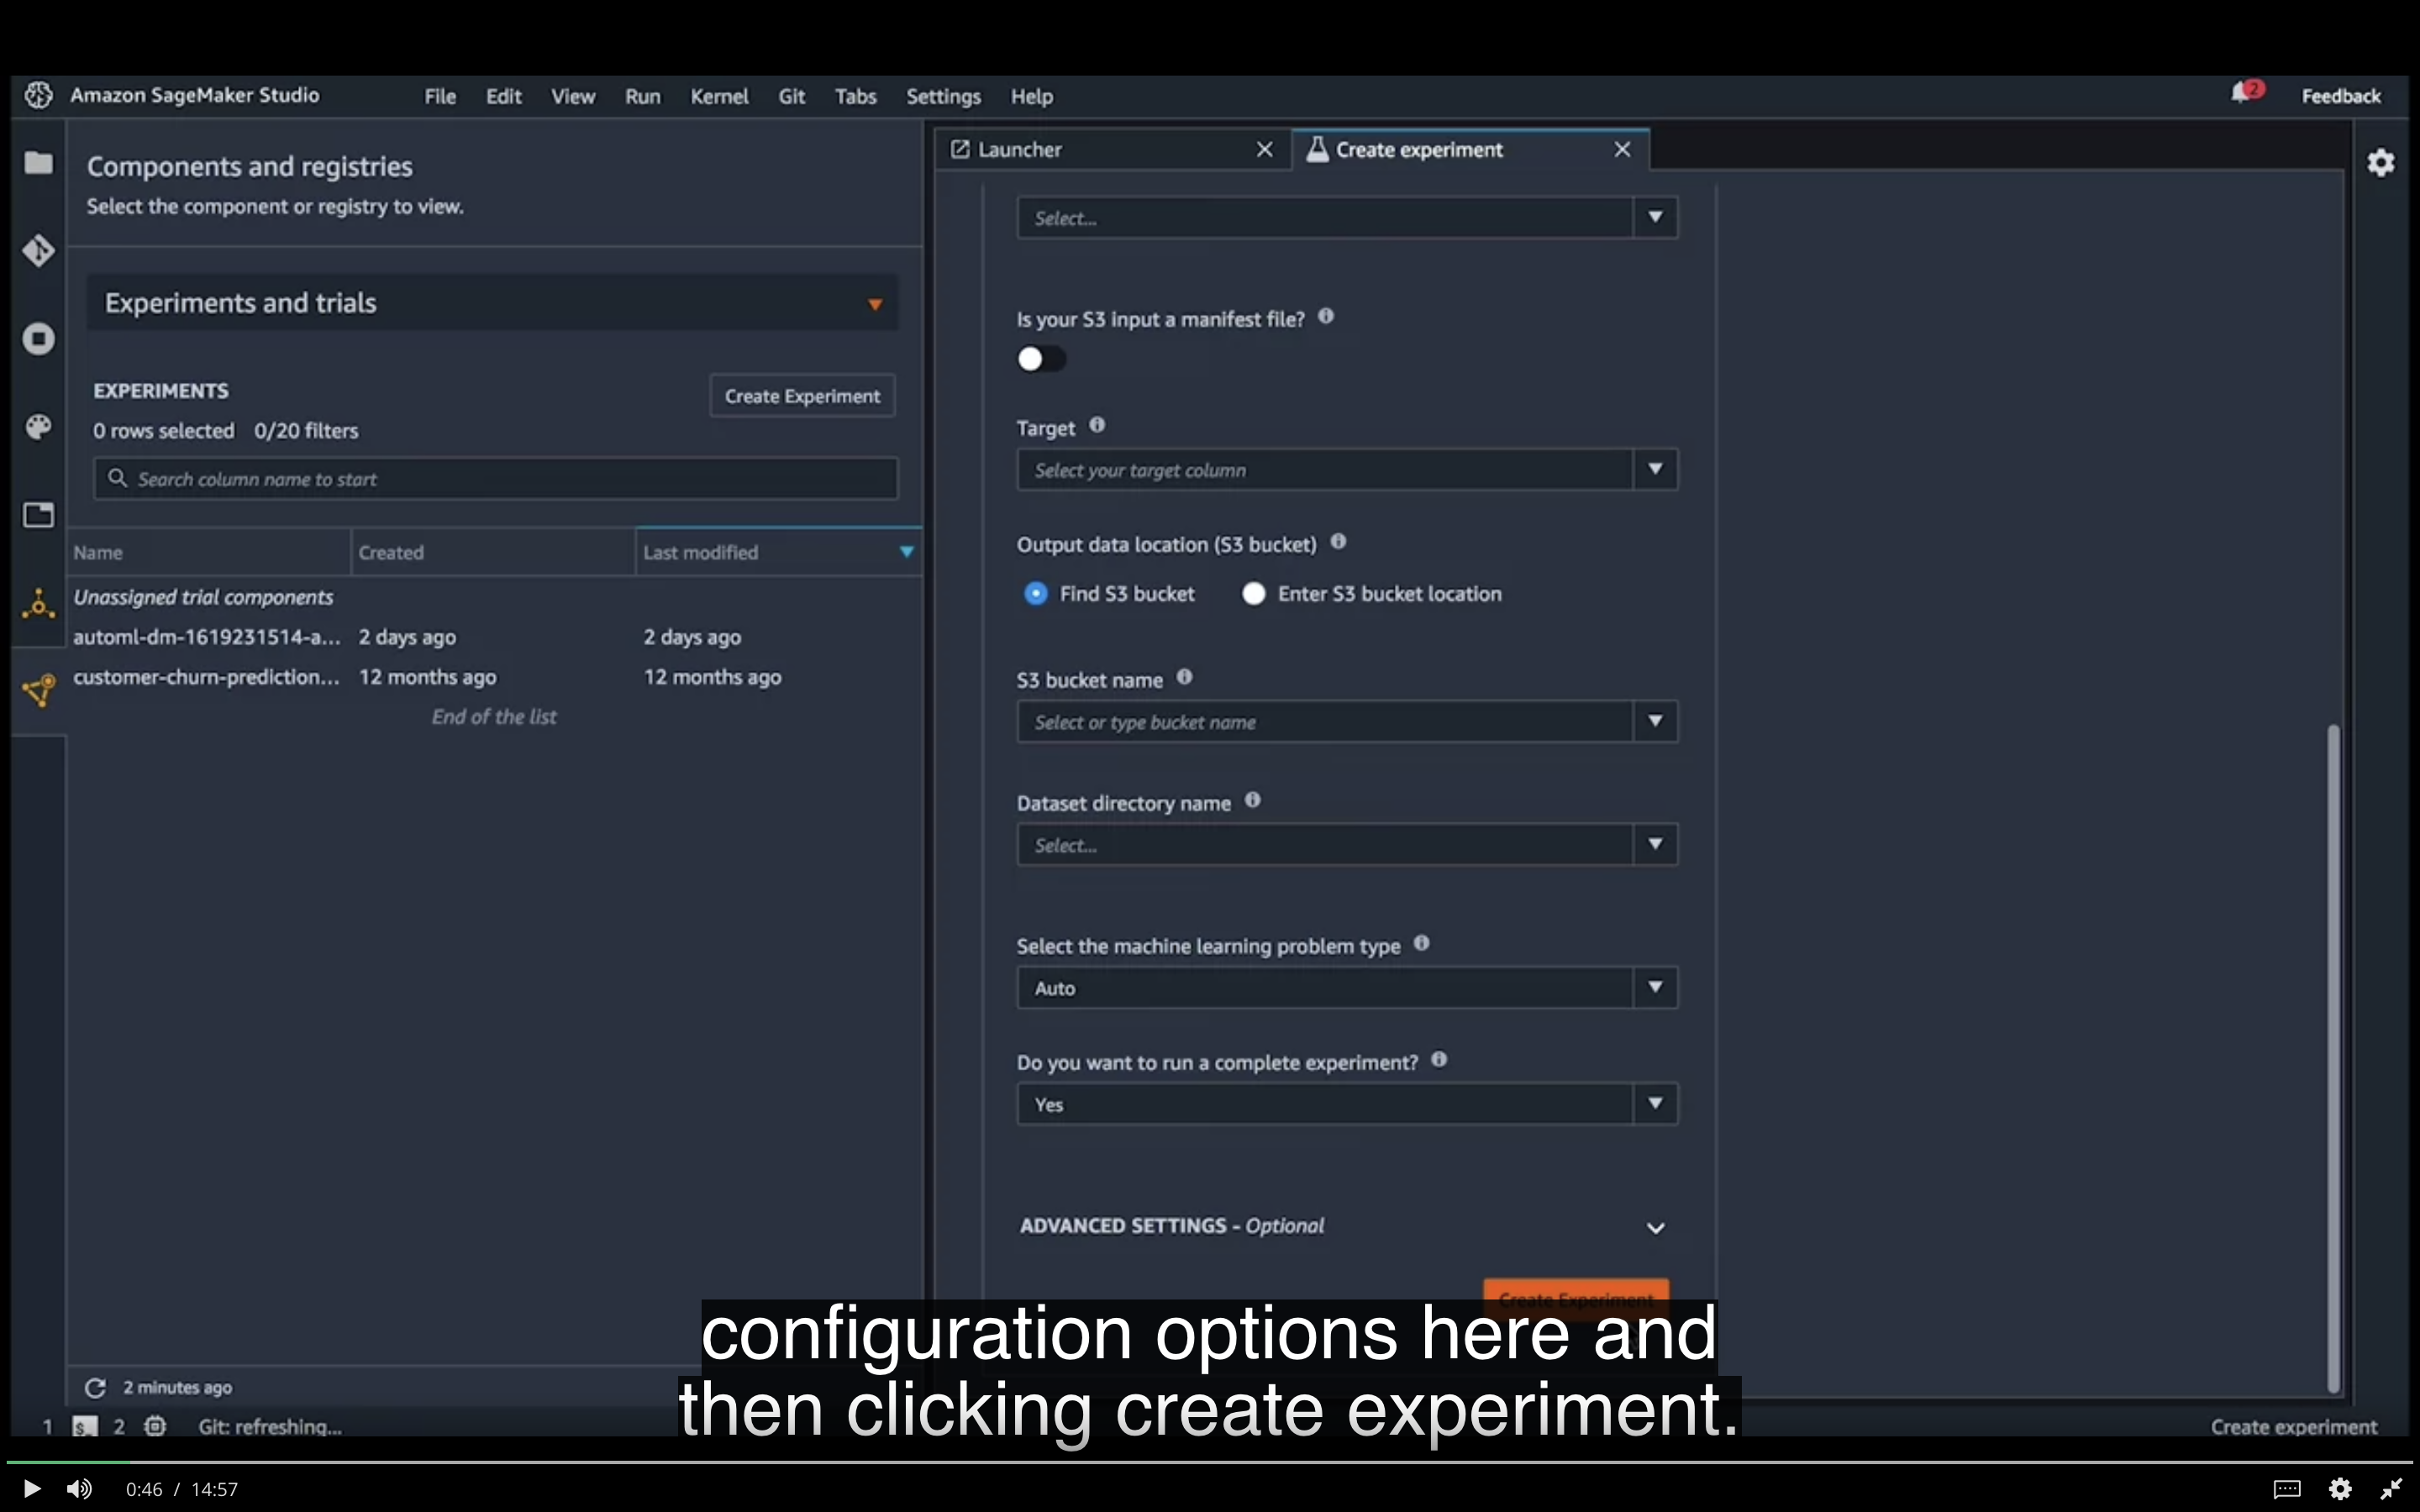 Amazon SageMaker Studio File Edit View Run Kernel Git Tabs Settings Help 2 Feedback
Components and registries
Select the component or registry to view.
Experiments and trials
EXPERIMENTS Create Experiment
0 rows selected 0/20 filters
Search column name to start
Name Created Last modified
Unassigned trial components
automl-dm-1619231514-a... 2 days ago 2 days ago
customer-churn-prediction... 12 months ago 12 months ago
End of the list
2 minutes ago
1 $_ 2 Git: refreshing...
Launcher Create experiment
Select...
Is your S3 input a manifest file?
Target
Select your target column
Output data location (S3 bucket)
Find S3 bucket Enter S3 bucket location
S3 bucket name
Select or type bucket name
Dataset directory name
Select...
Select the machine learning problem type
Auto
Do you want to run a complete experiment?
Yes
ADVANCED SETTINGS - Optional
Create Experiment
configuration options here and
then clicking create experiment.
Create experiment
0:46 / 14:57